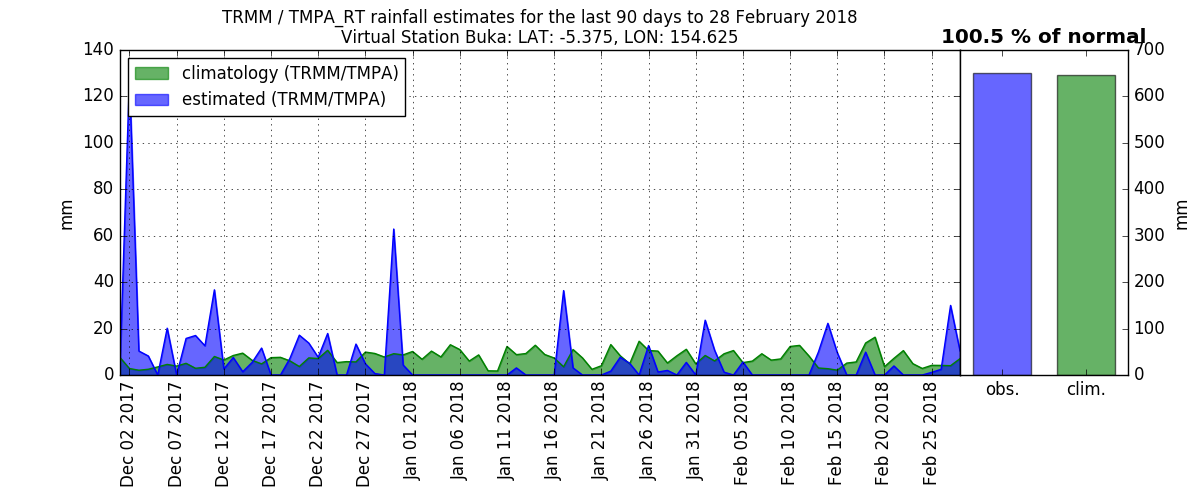 TRMM / TMPA_RT rainfall estimates for the last 90 days to 28 February 2018
Virtual Station Buka: LAT: -5.375, LON: 154.625
100.5 % of normal
climatology (TRMM/TMPA)
estimated (TRMM/TMPA)
mm
140
120
100
80
60
40
20
0
Dec 02 2017
Dec 07 2017
Dec 12 2017
Dec 17 2017
Dec 22 2017
Dec 27 2017
Jan 01 2018
Jan 06 2018
Jan 11 2018
Jan 16 2018
Jan 21 2018
Jan 26 2018
Jan 31 2018
Feb 05 2018
Feb 10 2018
Feb 15 2018
Feb 20 2018
Feb 25 2018
obs.
clim.
700
600
500
400
300
200
100
0
mm